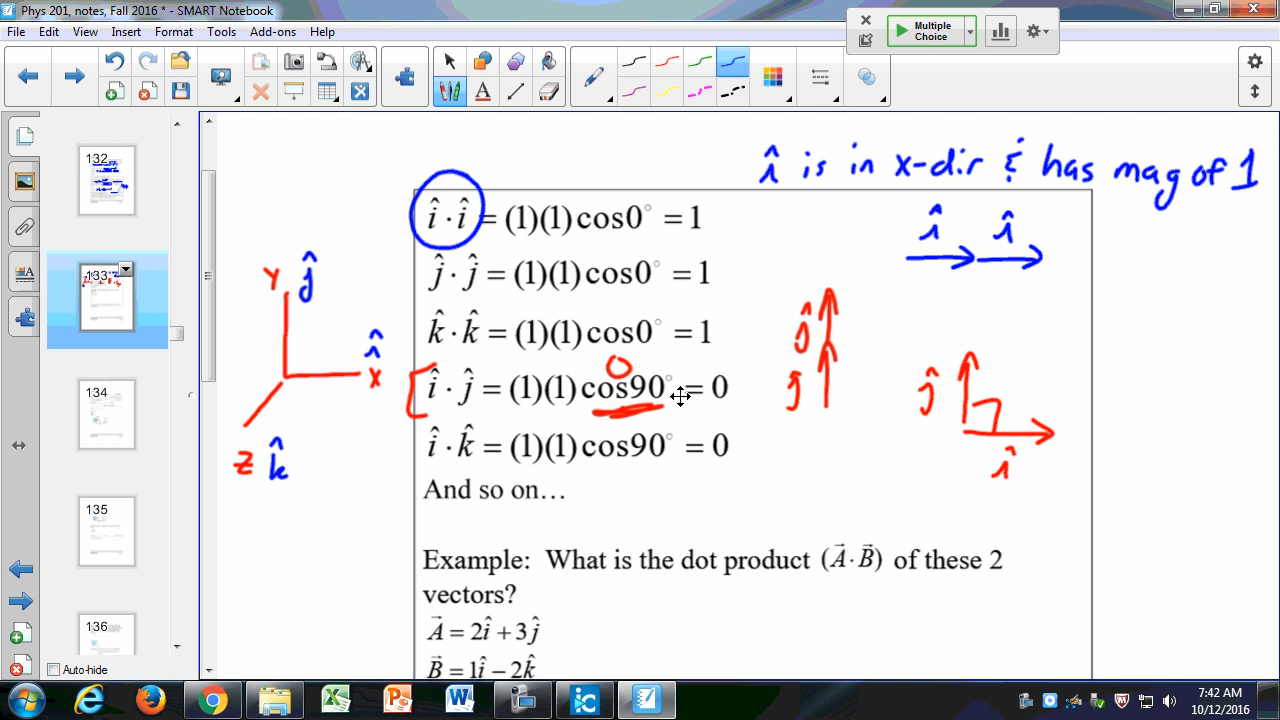 Phys 201, notes, Fall 2016 * - SMART Notebook
File Edit View Insert Format Tools Add-ons Help
Multiple Choice
132
133
134
135
136
Auto-hide
î is in x-dir & has mag of 1
î · î = (1)(1) cos0° = 1
î î
ĵ · ĵ = (1)(1) cos0° = 1
Y ĵ
k̂ · k̂ = (1)(1) cos0° = 1
ĵ
î
X
0
î · ĵ = (1)(1) cos90° = 0
ĵ
ĵ
î · k̂ = (1)(1) cos90° = 0
Z k̂
î
And so on…
Example: What is the dot product (A⃗ · B⃗) of these 2
vectors?
A⃗ = 2î + 3ĵ
B⃗ = 1î − 2k̂
7:42 AM
10/12/2016